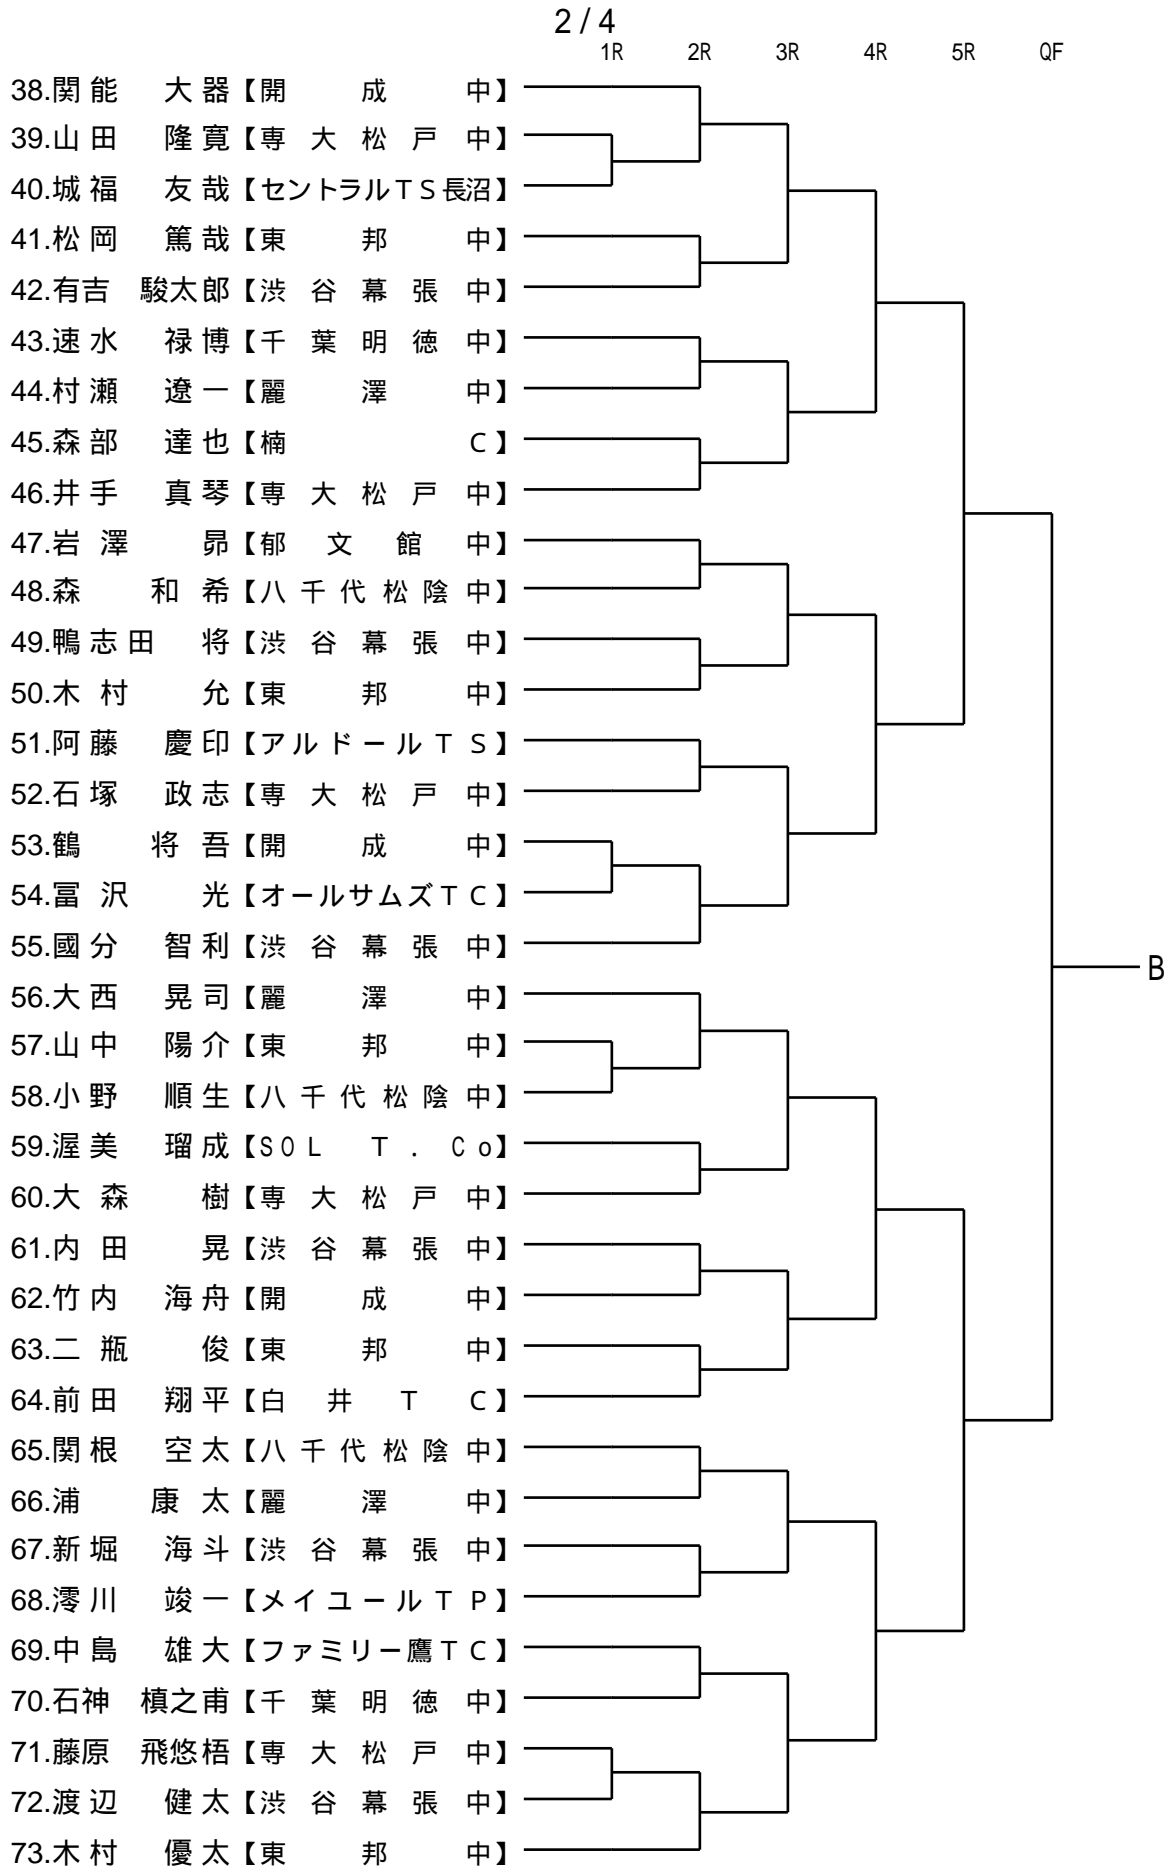 2 / 4
1R 2R 3R 4R 5R QF
38.関能 大器【開 成 中】
39.山田 隆寛【専大松戸中】
40.城福 友哉【セントラルTS長沼】
41.松岡 篤哉【東 邦 中】
42.有吉 駿太郎【渋谷幕張中】
43.速水 禄博【千葉明徳中】
44.村瀬 遼一【麗 澤 中】
45.森部 達也【楠 C】
46.井手 真琴【専大松戸中】
47.岩澤 昴【郁文館中】
48.森 和希【八千代松陰中】
49.鴨志田 将【渋谷幕張中】
50.木村 允【東 邦 中】
51.阿藤 慶印【アルドールTS】
52.石塚 政志【専大松戸中】
53.鶴 将吾【開 成 中】
54.冨沢 光【オールサムズTC】
55.國分 智利【渋谷幕張中】
B
56.大西 晃司【麗 澤 中】
57.山中 陽介【東 邦 中】
58.小野 順生【八千代松陰中】
59.渥美 瑠成【SOL T.Co】
60.大森 樹【専大松戸中】
61.内田 晃【渋谷幕張中】
62.竹内 海舟【開 成 中】
63.二瓶 俊【東 邦 中】
64.前田 翔平【白井TC】
65.関根 空太【八千代松陰中】
66.浦 康太【麗 澤 中】
67.新堀 海斗【渋谷幕張中】
68.澪川 竣一【メイユールTP】
69.中島 雄大【ファミリー鷹TC】
70.石神 槙之甫【千葉明徳中】
71.藤原 飛悠梧【専大松戸中】
72.渡辺 健太【渋谷幕張中】
73.木村 優太【東 邦 中】